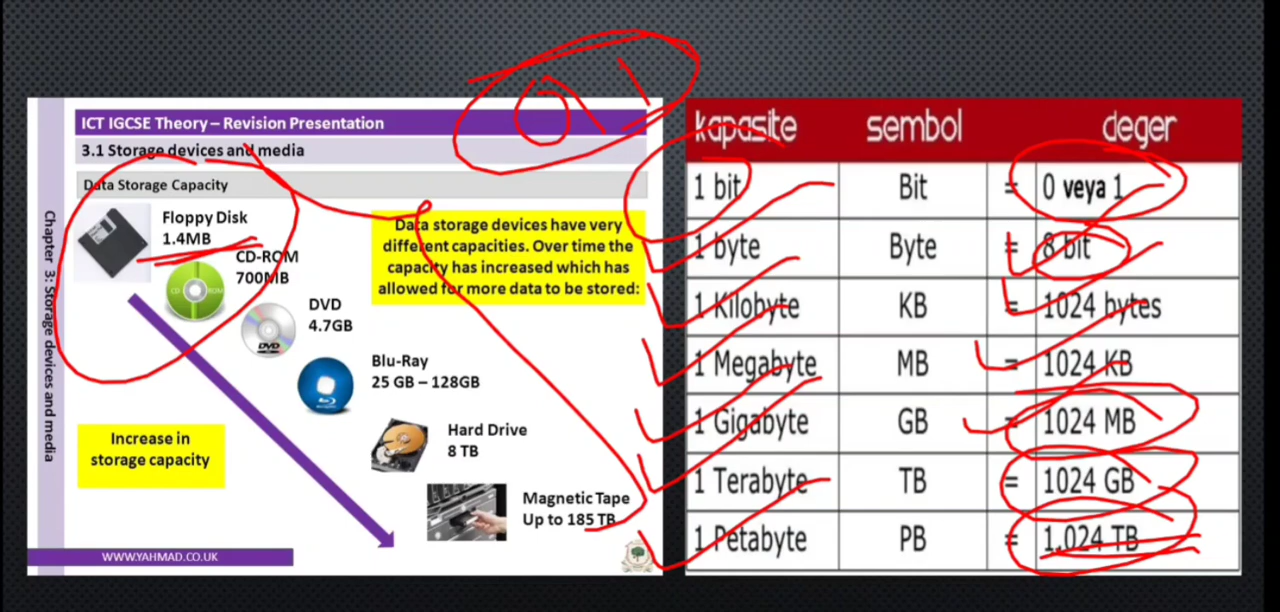 ICT IGCSE Theory – Revision Presentation
3.1 Storage devices and media
Data Storage Capacity
Chapter 3: Storage devices and media
Floppy Disk
1.4MB
CD-ROM
700MB
DVD
4.7GB
Blu-Ray
25 GB – 128GB
Hard Drive
8 TB
Magnetic Tape
Up to 185 TB
Data storage devices have very
different capacities. Over time the
capacity has increased which has
allowed for more data to be stored:
Increase in
storage capacity
WWW.YAHMAD.CO.UK
kapasite sembol deger
1 bit Bit = 0 veya 1
1 byte Byte = 8 bit
1 Kilobyte KB = 1024 bytes
1 Megabyte MB = 1024 KB
1 Gigabyte GB = 1024 MB
1 Terabyte TB = 1024 GB
1 Petabyte PB = 1.024 TB